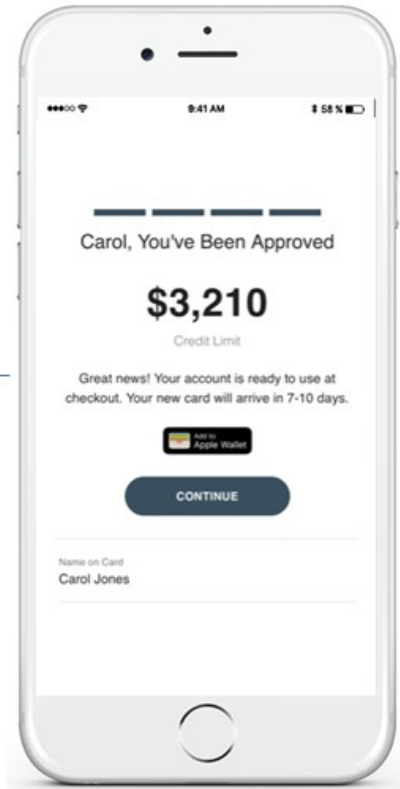 9:41 AM
58 %
Carol, You've Been Approved
$3,210
Credit Limit
Great news! Your account is ready to use at
checkout. Your new card will arrive in 7-10 days.
Add to
Apple Wallet
CONTINUE
Name on Card
Carol Jones